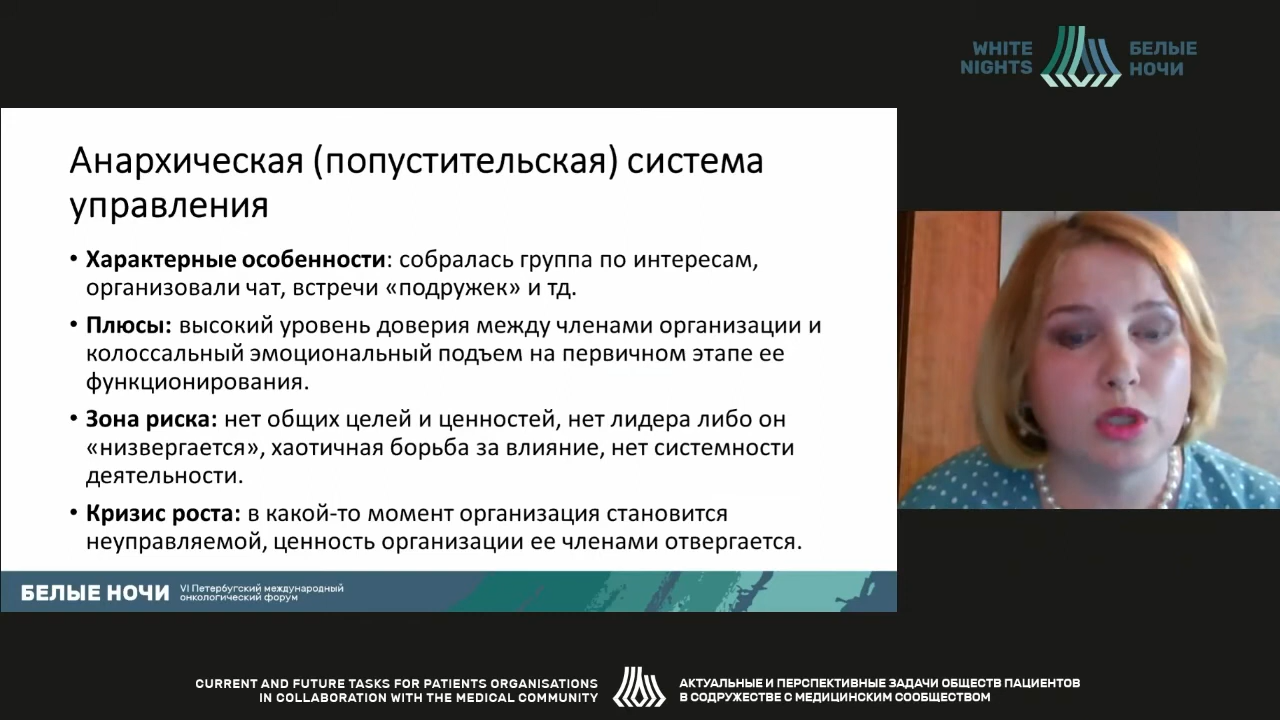 WHITE
NIGHTS
БЕЛЫЕ
НОЧИ
Анархическая (попустительская) система
управления
• Характерные особенности: собралась группа по интересам,
организовали чат, встречи «подружек» и тд.
• Плюсы: высокий уровень доверия между членами организации и
колоссальный эмоциональный подъем на первичном этапе ее
функционирования.
• Зона риска: нет общих целей и ценностей, нет лидера либо он
«низвергается», хаотичная борьба за влияние, нет системности
деятельности.
• Кризис роста: в какой-то момент организация становится
неуправляемой, ценность организации ее членами отвергается.
БЕЛЫЕ НОЧИ
VI Петербугский международный
онкологический форум
CURRENT AND FUTURE TASKS FOR PATIENTS ORGANISATIONS
IN COLLABORATION WITH THE MEDICAL COMMUNITY
АКТУАЛЬНЫЕ И ПЕРСПЕКТИВНЫЕ ЗАДАЧИ ОБЩЕСТВ ПАЦИЕНТОВ
В СОДРУЖЕСТВЕ С МЕДИЦИНСКИМ СООБЩЕСТВОМ